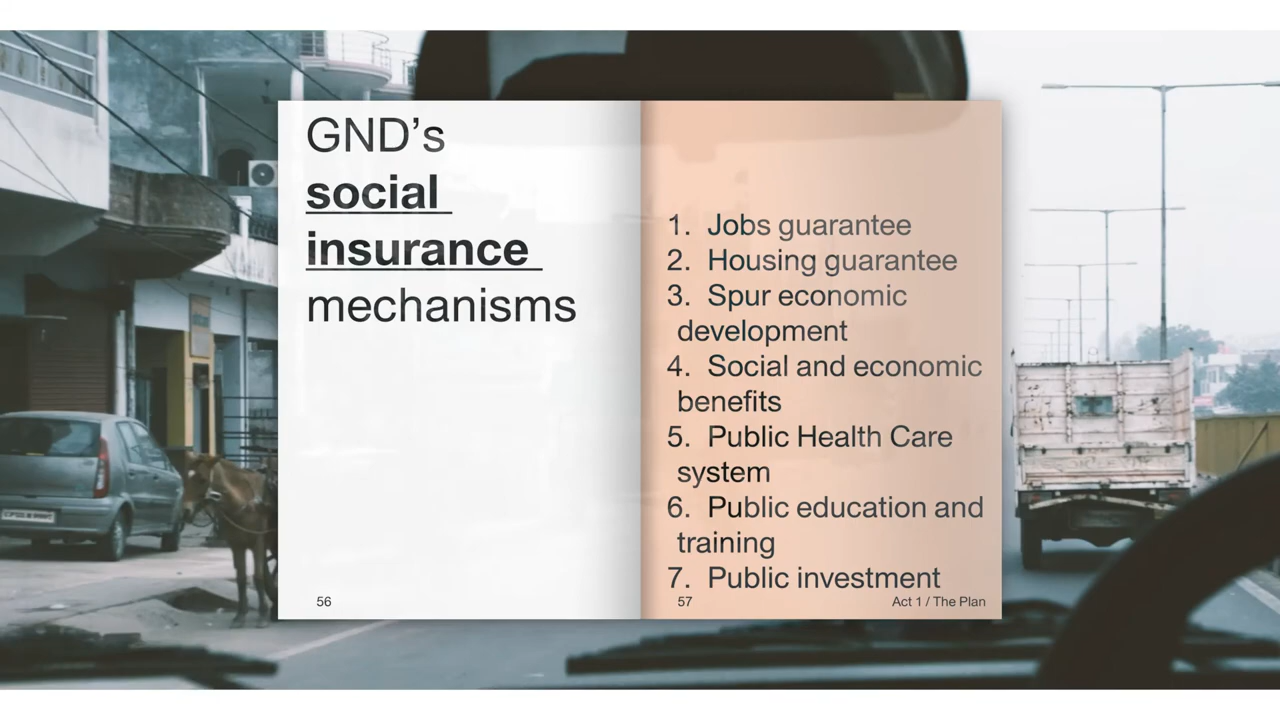 GND’s
social
insurance
mechanisms
56
1. Jobs guarantee
2. Housing guarantee
3. Spur economic
development
4. Social and economic
benefits
5. Public Health Care
system
6. Public education and
training
7. Public investment
57
Act 1 / The Plan